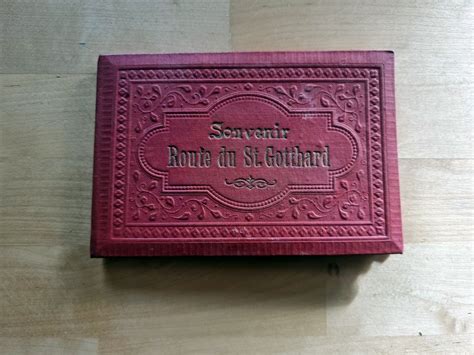 Souvenir
Route du St. Gotthard